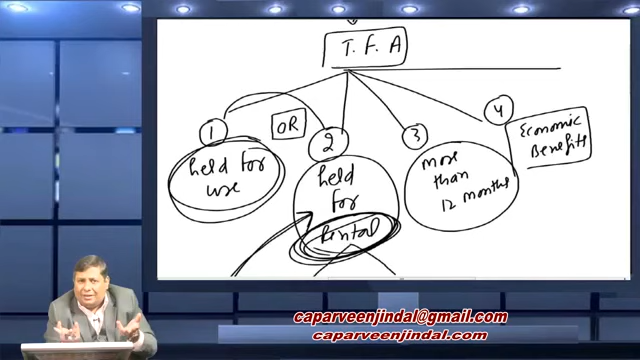 T. F. A
1
OR
2
3
4
held for
use
held
for
Rental
more
than
12 months
Economic
Benefits
caparveenjindal@gmail.com
caparveenjindal.com